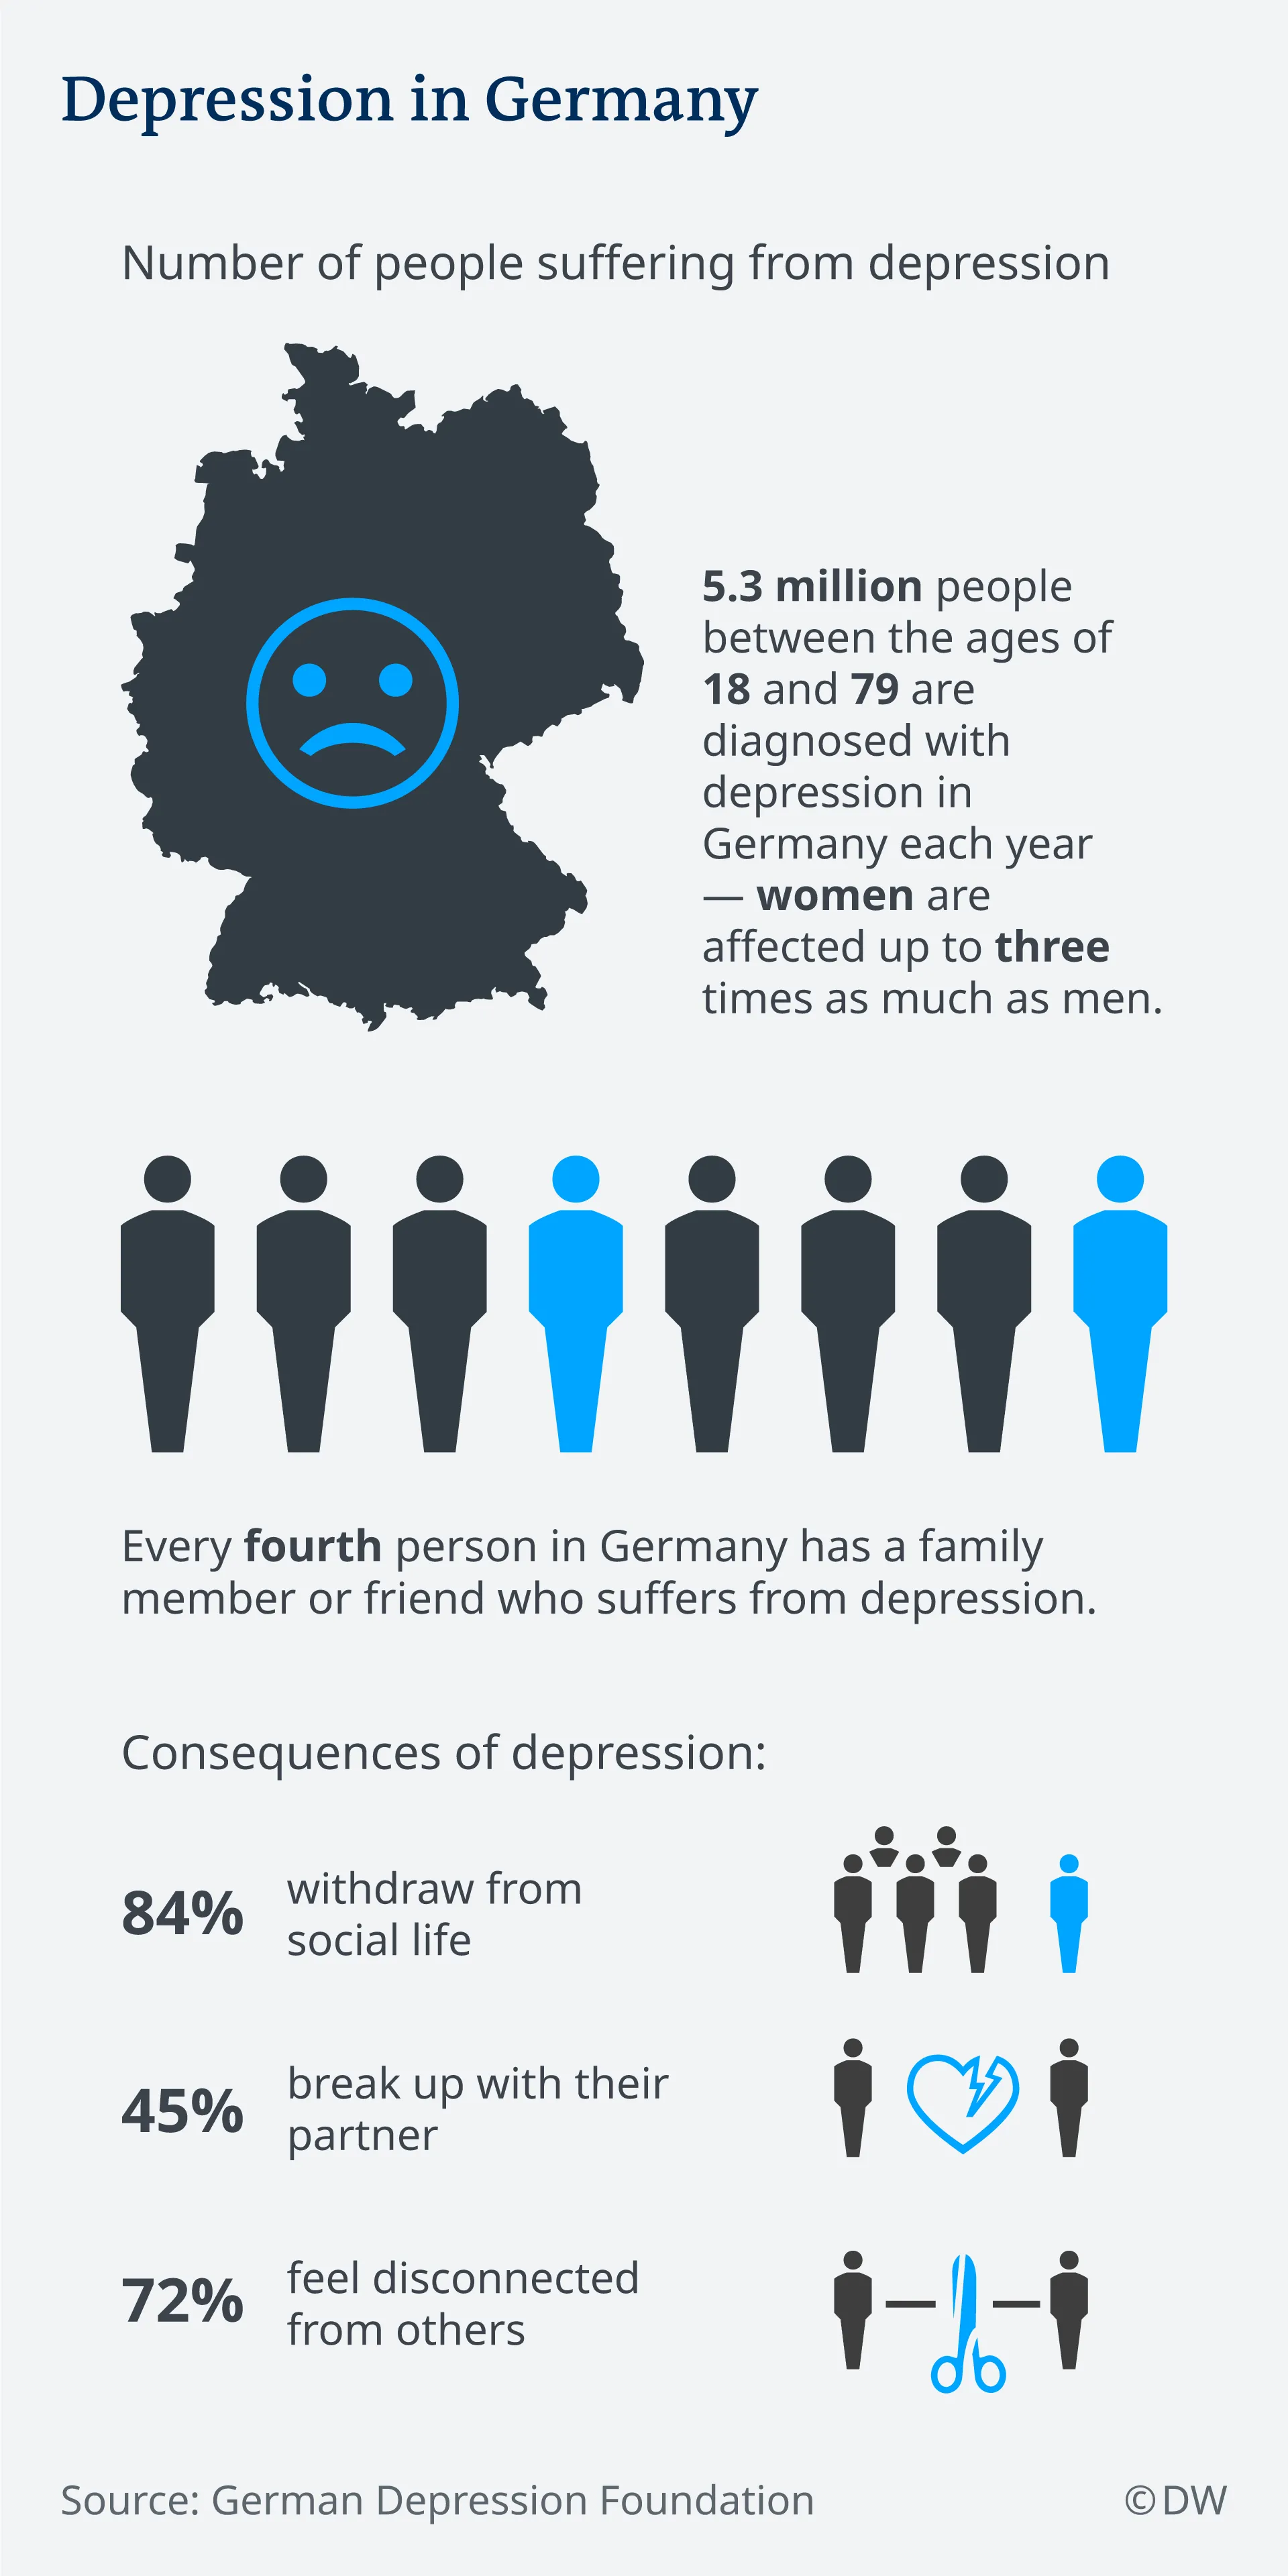 Depression in Germany
Number of people suffering from depression
5.3 million people
between the ages of
18 and 79 are
diagnosed with
depression in
Germany each year
— women are
affected up to three
times as much as men.
Every fourth person in Germany has a family
member or friend who suffers from depression.
Consequences of depression:
84%
withdraw from
social life
45%
break up with their
partner
72%
feel disconnected
from others
Source: German Depression Foundation
© DW